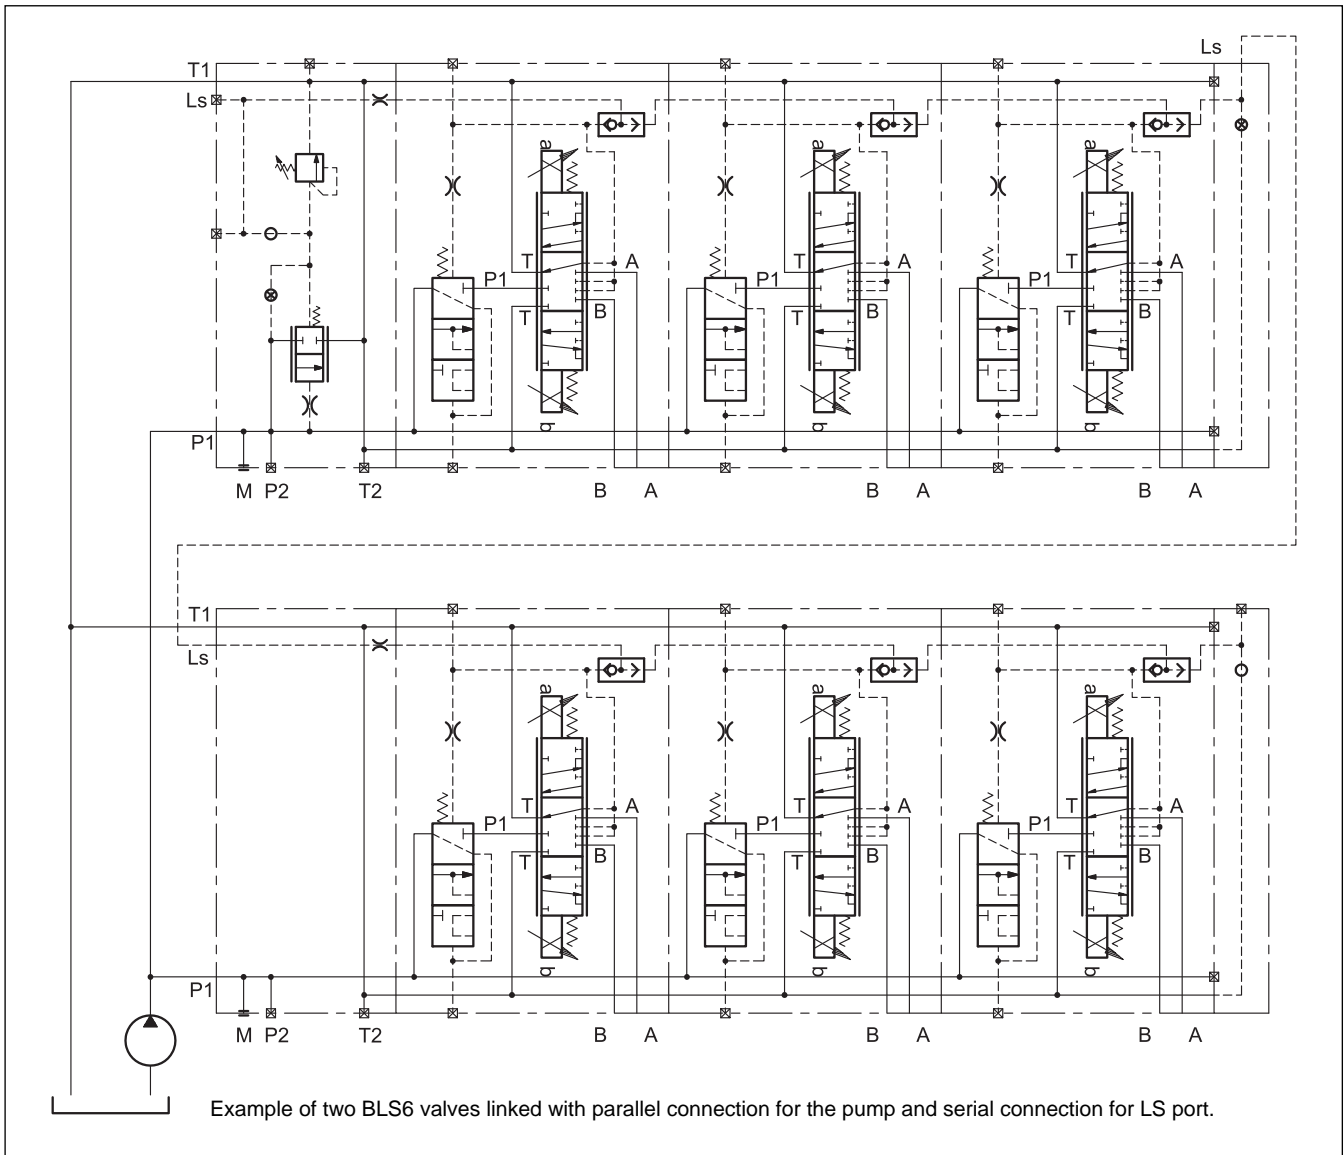 Ls
T1
Ls
a
a
a
T
A
T
A
T
A
P1
P1
P1
T
B
T
B
T
B
b
b
b
P1
M P2 T2 B A B A B A
T1
Ls
a
a
a
T
A
T
A
T
A
P1
P1
P1
T
B
T
B
T
B
b
b
b
P1
M P2 T2 B A B A B A
Example of two BLS6 valves linked with parallel connection for the pump and serial connection for LS port.